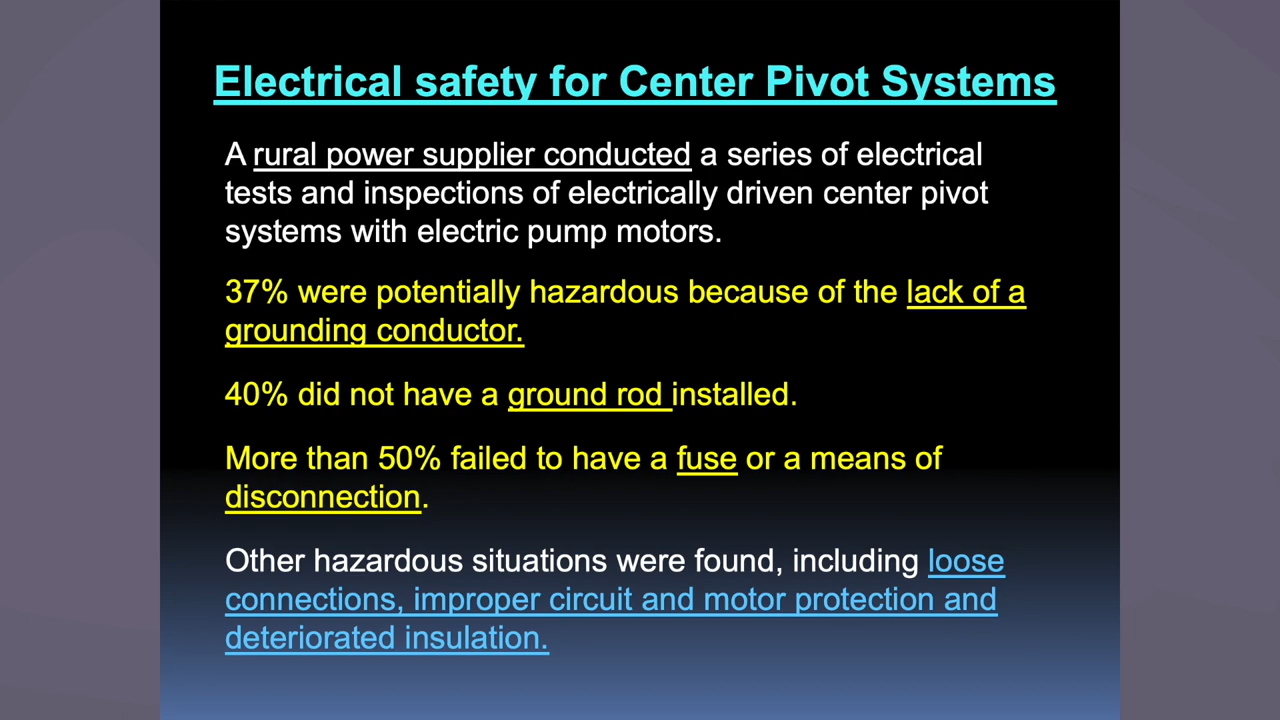 Electrical safety for Center Pivot Systems
A rural power supplier conducted a series of electrical
tests and inspections of electrically driven center pivot
systems with electric pump motors.
37% were potentially hazardous because of the lack of a
grounding conductor.
40% did not have a ground rod installed.
More than 50% failed to have a fuse or a means of
disconnection.
Other hazardous situations were found, including loose
connections, improper circuit and motor protection and
deteriorated insulation.